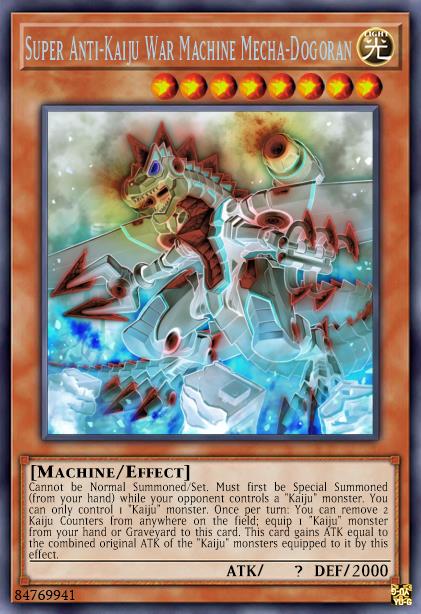 Super Anti-Kaiju War Machine Mecha-Dogoran
LIGHT
光
[Machine/Effect]
Cannot be Normal Summoned/Set. Must first be Special Summoned
(from your hand) while your opponent controls a "Kaiju" monster. You
can only control 1 "Kaiju" monster. Once per turn: You can remove 2
Kaiju Counters from anywhere on the field; equip 1 "Kaiju" monster
from your hand or Graveyard to this card. This card gains ATK equal to
the combined original ATK of the "Kaiju" monsters equipped to it by this
effect.
ATK/ ? DEF/2000
84769941